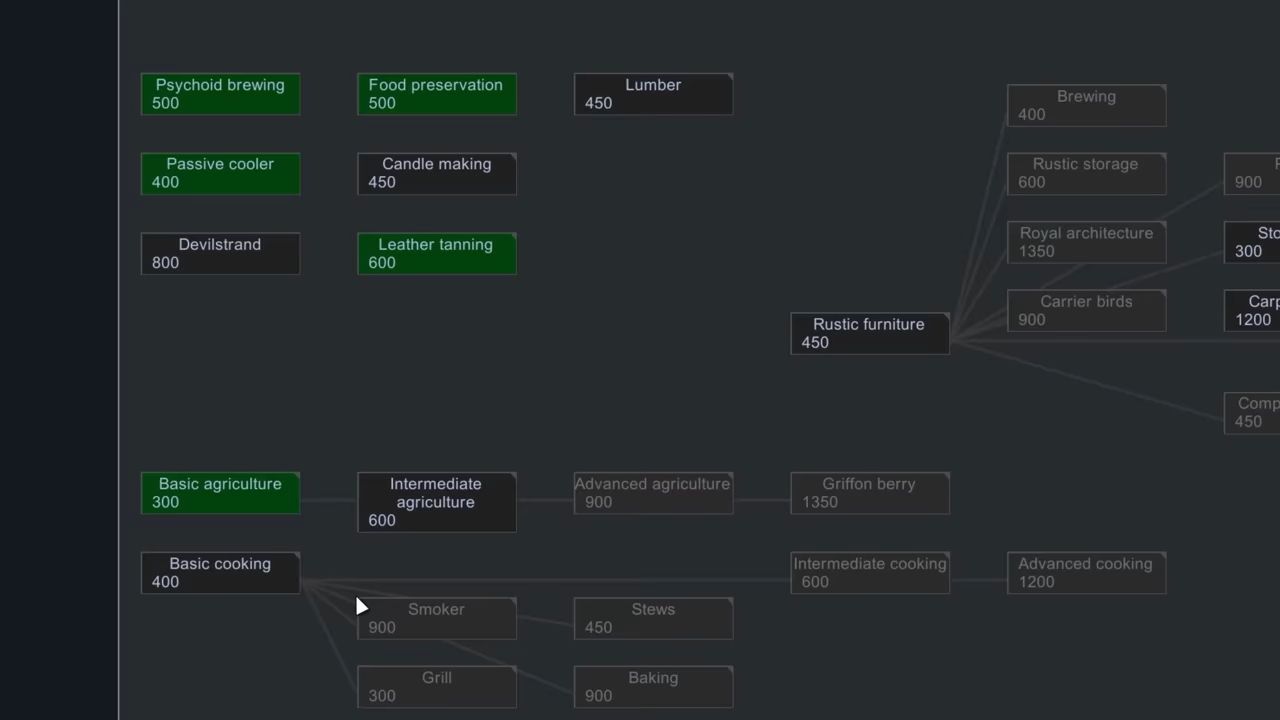 Psychoid brewing
500
Food preservation
500
Lumber
450
Brewing
400
Passive cooler
400
Candle making
450
Rustic storage
600
900
Devilstrand
800
Leather tanning
600
Royal architecture
1350
300
Carrier birds
900
1200
Rustic furniture
450
450
Basic agriculture
300
Intermediate
agriculture
600
Advanced agriculture
900
Griffon berry
1350
Basic cooking
400
Intermediate cooking
600
Advanced cooking
1200
Smoker
900
Stews
450
Grill
300
Baking
900